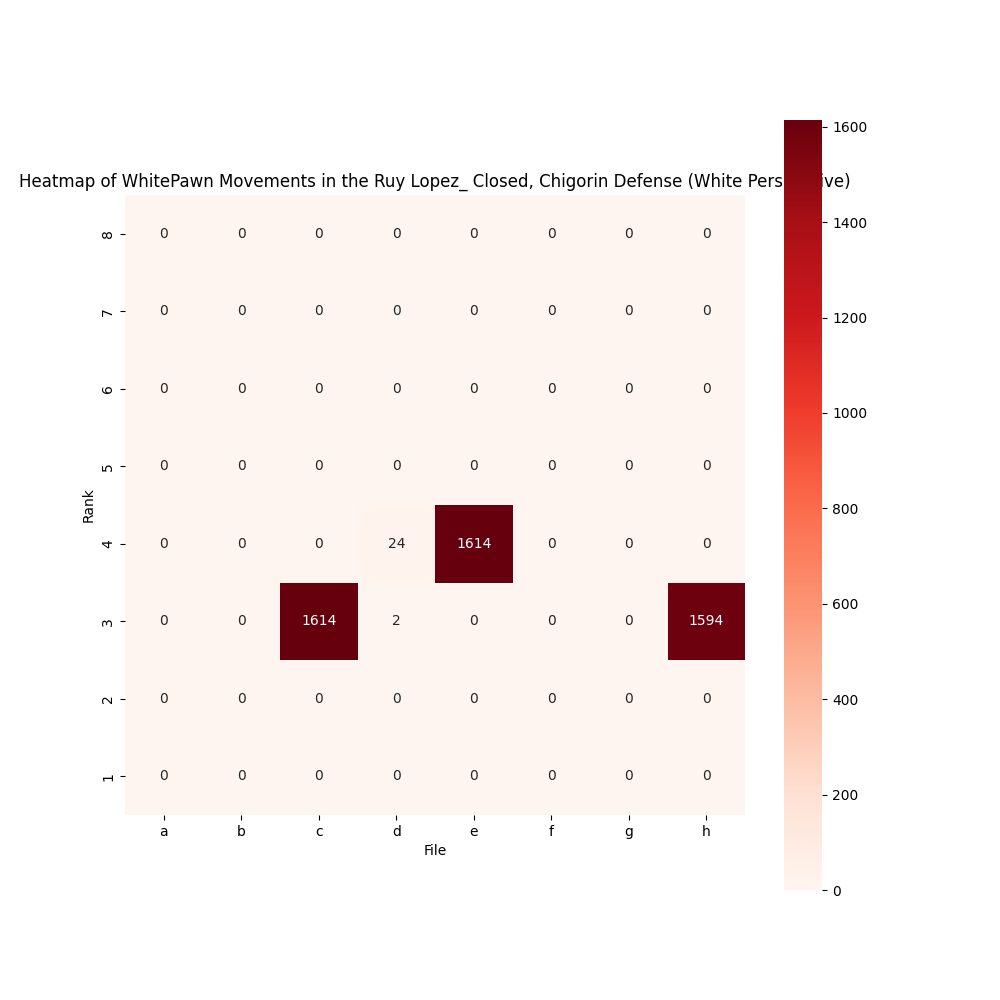 Heatmap of WhitePawn Movements in the Ruy Lopez_ Closed, Chigorin Defense (White Pers ive)
1600
1400
1200
1000
800
600
400
200
0
8 0 0 0 0 0 0 0 0
7 0 0 0 0 0 0 0 0
6 0 0 0 0 0 0 0 0
5 0 0 0 0 0 0 0 0
Rank
4 0 0 0 24 1614 0 0 0
3 0 0 1614 2 0 0 0 1594
2 0 0 0 0 0 0 0 0
1 0 0 0 0 0 0 0 0
a b c d e f g h
File